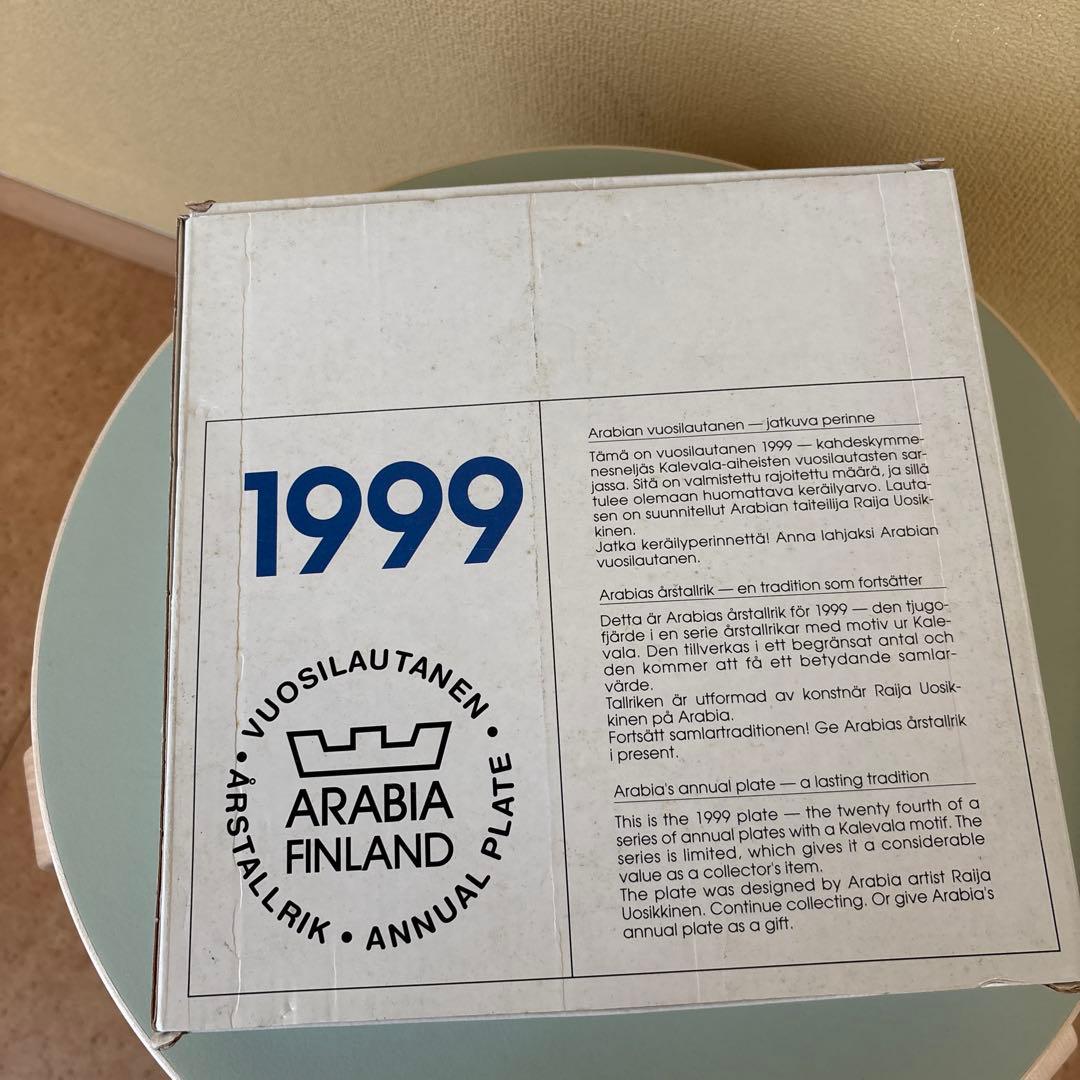 1999
• VUOSILAUTANEN •
ARABIA
FINLAND
ÅRSTALLRIK • ANNUAL PLATE
Arabian vuosilautanen — jatkuva perinne
Tämä on vuosilautanen 1999 — kahdeskymme-
nesneljäs Kalevala-aiheisten vuosilautasten sar-
jassa. Sitä on valmistettu rajoitettu määrä, ja sillä
tulee olemaan huomattava keräilyarvo. Lauta-
sen on suunnitellut Arabian taiteilija Raija Uosik-
kinen.
Jatka keräilyperinnettä! Anna lahjaksi Arabian
vuosilautanen.
Arabias årstallrik — en tradition som fortsätter
Detta är Arabias årstallrik för 1999 — den tjugo-
fjärde i en serie årstallrikar med motiv ur Kale-
vala. Den tillverkas i ett begränsat antal och
den kommer att få ett betydande samlar-
värde.
Tallriken är utformad av konstnär Raija Uosik-
kinen på Arabia.
Fortsätt samlartraditionen! Ge Arabias årstallrik
i present.
Arabia's annual plate — a lasting tradition
This is the 1999 plate — the twenty fourth of a
series of annual plates with a Kalevala motif. The
series is limited, which gives it a considerable
value as a collector's item.
The plate was designed by Arabia artist Raija
Uosikkinen. Continue collecting. Or give Arabia's
annual plate as a gift.